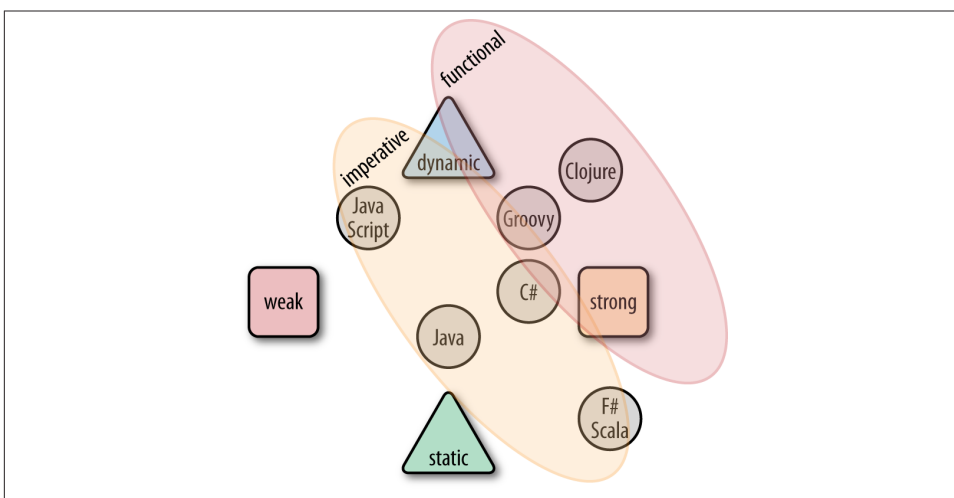 functional
imperative
dynamic
Clojure
Java
Script
Groovy
C#
weak
strong
Java
F#
Scala
static